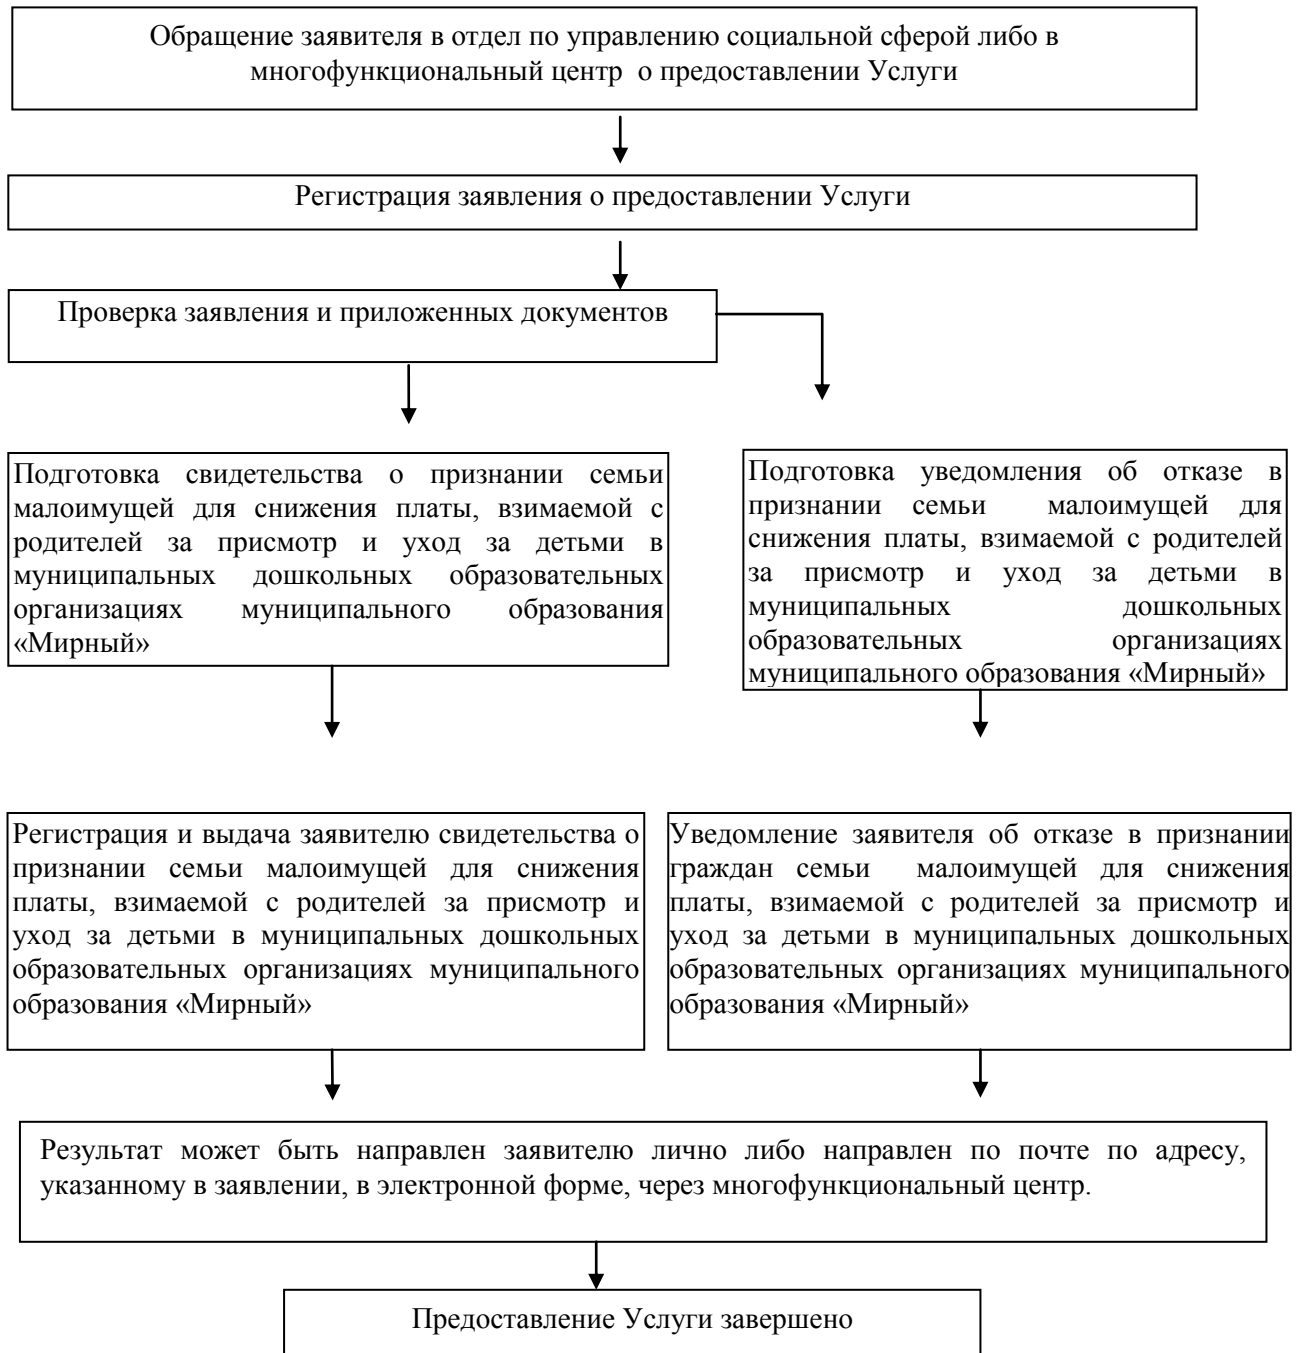 Обращение заявителя в отдел по управлению социальной сферой либо в
многофункциональный центр о предоставлении Услуги
Регистрация заявления о предоставлении Услуги
Проверка заявления и приложенных документов
Подготовка свидетельства о признании семьи
малоимущей для снижения платы, взимаемой с
родителей за присмотр и уход за детьми в
муниципальных дошкольных образовательных
организациях муниципального образования
«Мирный»
Подготовка уведомления об отказе в
признании семьи малоимущей для
снижения платы, взимаемой с родителей
за присмотр и уход за детьми в
муниципальных дошкольных
образовательных организациях
муниципального образования «Мирный»
Регистрация и выдача заявителю свидетельства о
признании семьи малоимущей для снижения
платы, взимаемой с родителей за присмотр и
уход за детьми в муниципальных дошкольных
образовательных организациях муниципального
образования «Мирный»
Уведомление заявителя об отказе в признании
граждан семьи малоимущей для снижения
платы, взимаемой с родителей за присмотр и
уход за детьми в муниципальных дошкольных
образовательных организациях муниципального
образования «Мирный»
Результат может быть направлен заявителю лично либо направлен по почте по адресу,
указанному в заявлении, в электронной форме, через многофункциональный центр.
Предоставление Услуги завершено